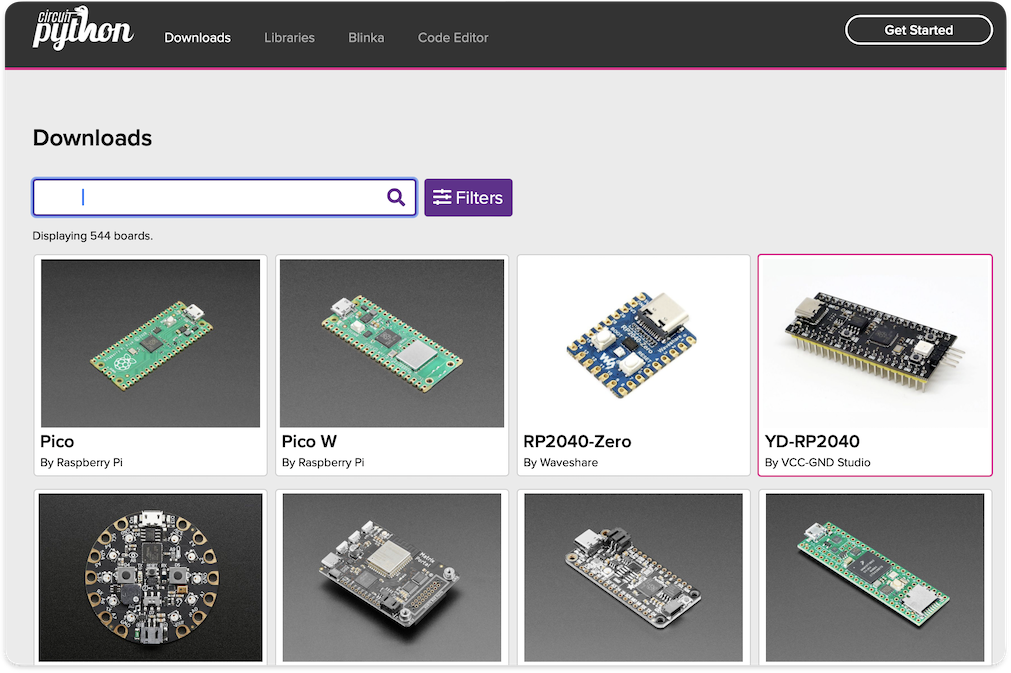 circuit
python
Downloads
Libraries
Blinka
Code Editor
Get Started
Downloads
Filters
Displaying 544 boards.
Pico
By Raspberry Pi
Pico W
By Raspberry Pi
RP2040-Zero
By Waveshare
YD-RP2040
By VCC-GND Studio